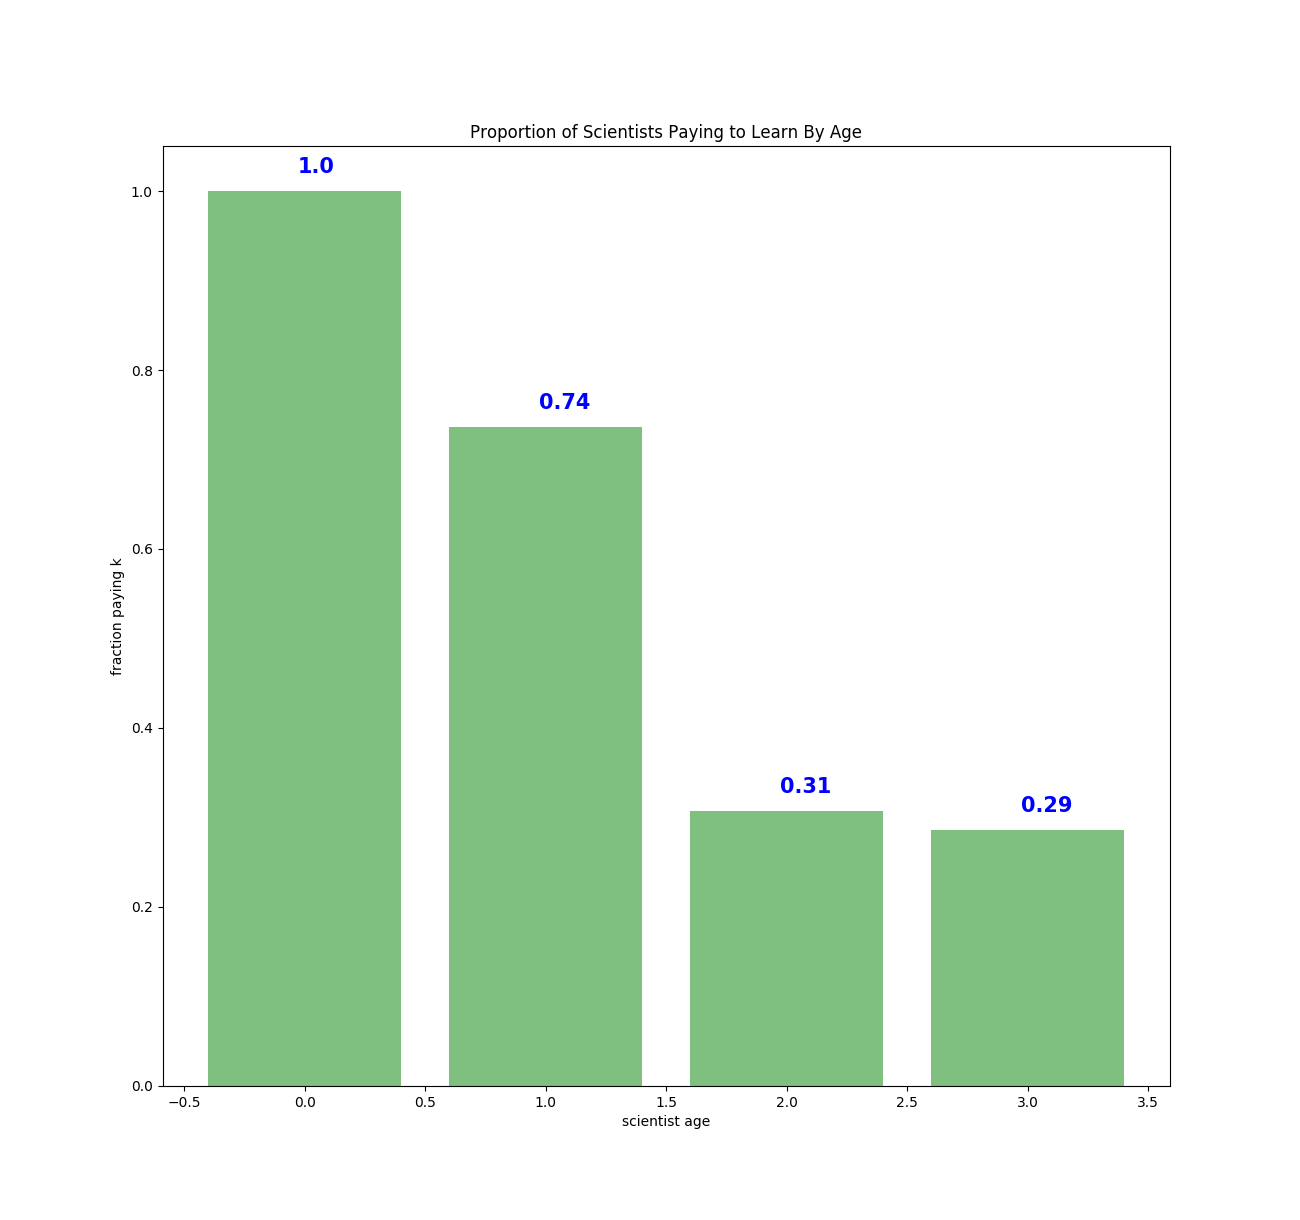 Proportion of Scientists Paying to Learn By Age
1.0
0.74
0.31
0.29
1.0
0.8
0.6
0.4
0.2
0.0
fraction paying k
−0.5 0.0 0.5 1.0 1.5 2.0 2.5 3.0 3.5
scientist age